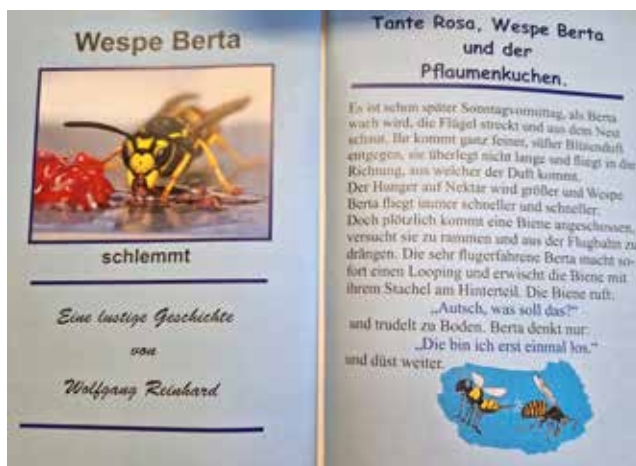 Wespe Berta
schlemmt
Eine lustige Geschichte
von
Wolfgang Reinhard
Tante Rosa, Wespe Berta
und der
Pflaumenkuchen.
Es ist schon später Sonntagvormittag, als Berta
wach wird, die Flügel streckt und aus dem Nest
schaut. Ihr kommt ganz feiner, süßer Blütenduft
entgegen, sie überlegt nicht lange und fliegt in die
Richtung, aus welcher der Duft kommt.
Der Hunger auf Nektar wird größer und Wespe
Berta fliegt immer schneller und schneller.
Doch plötzlich kommt eine Biene angeschossen,
versucht sie zu rammen und aus der Flugbahn zu
drängen. Die sehr flugerfahrene Berta macht so-
fort einen Looping und erwischt die Biene mit
ihrem Stachel am Hinterteil. Die Biene ruft:
„Autsch, was soll das?“
und trudelt zu Boden. Berta denkt nur:
„Die bin ich erst einmal los.“
und düst weiter.